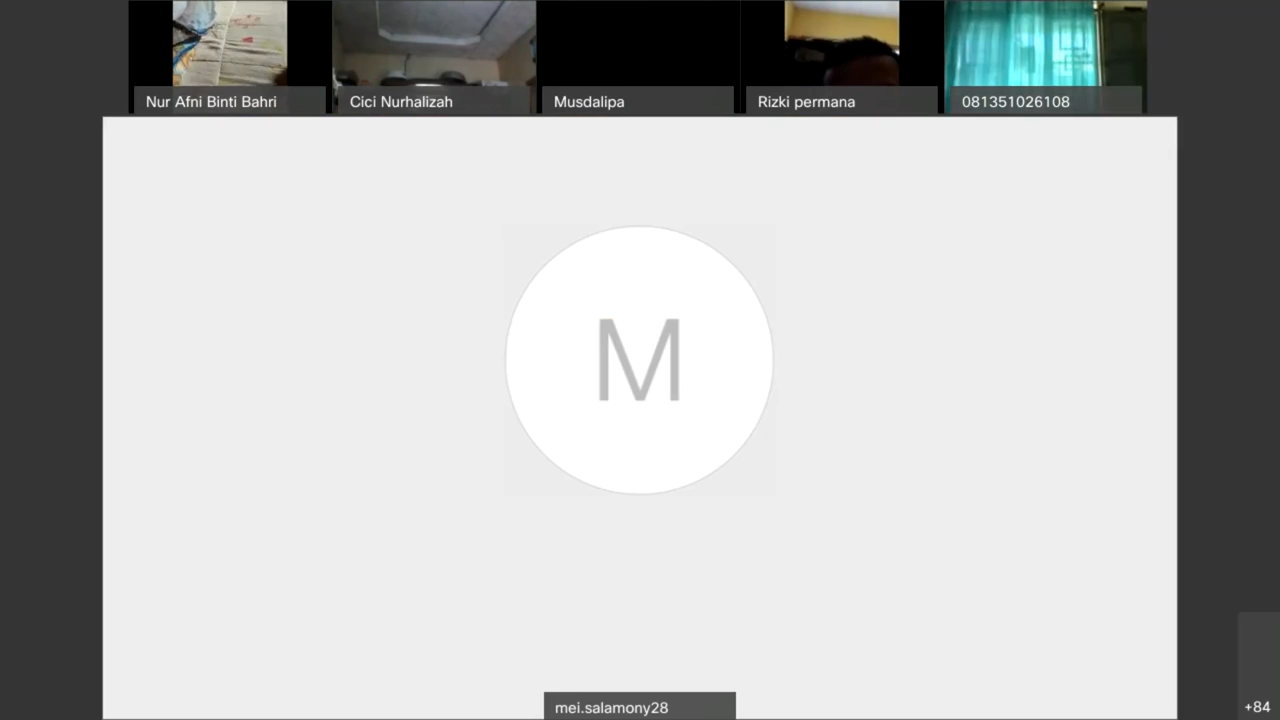 Nur Afni Binti Bahri
Cici Nurhalizah
Musdalipa
Rizki permana
081351026108
M
mei.salamony28
+84